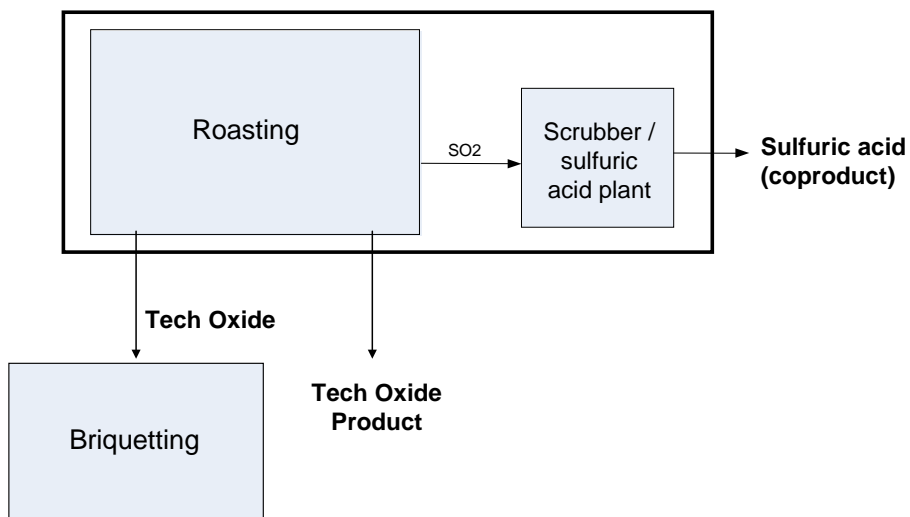 Roasting
SO2
Scrubber /
sulfuric
acid plant
Sulfuric acid
(coproduct)
Tech Oxide
Tech Oxide
Product
Briquetting